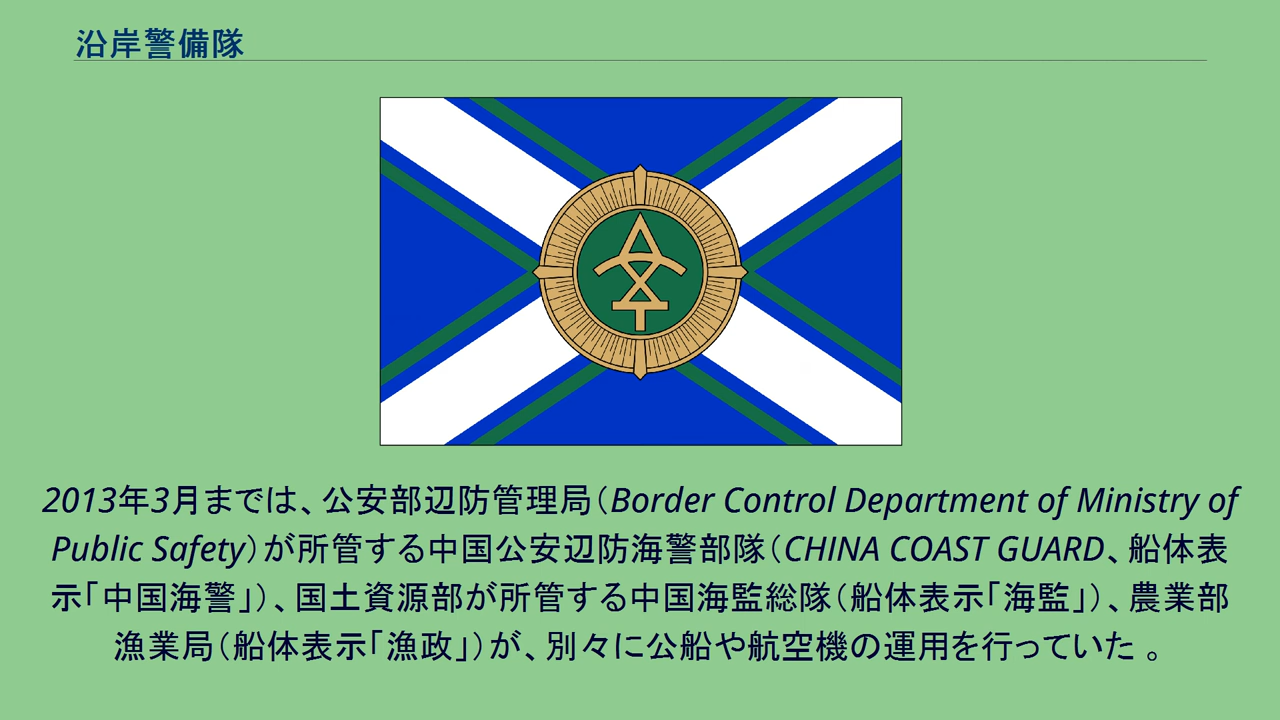 沿岸警備隊
2013年3月までは、公安部辺防管理局（Border Control Department of Ministry of
Public Safety）が所管する中国公安辺防海警部隊（CHINA COAST GUARD、船体表
示「中国海警」）、国土資源部が所管する中国海監総隊（船体表示「海監」）、農業部
漁業局（船体表示「漁政」）が、別々に公船や航空機の運用を行っていた 。